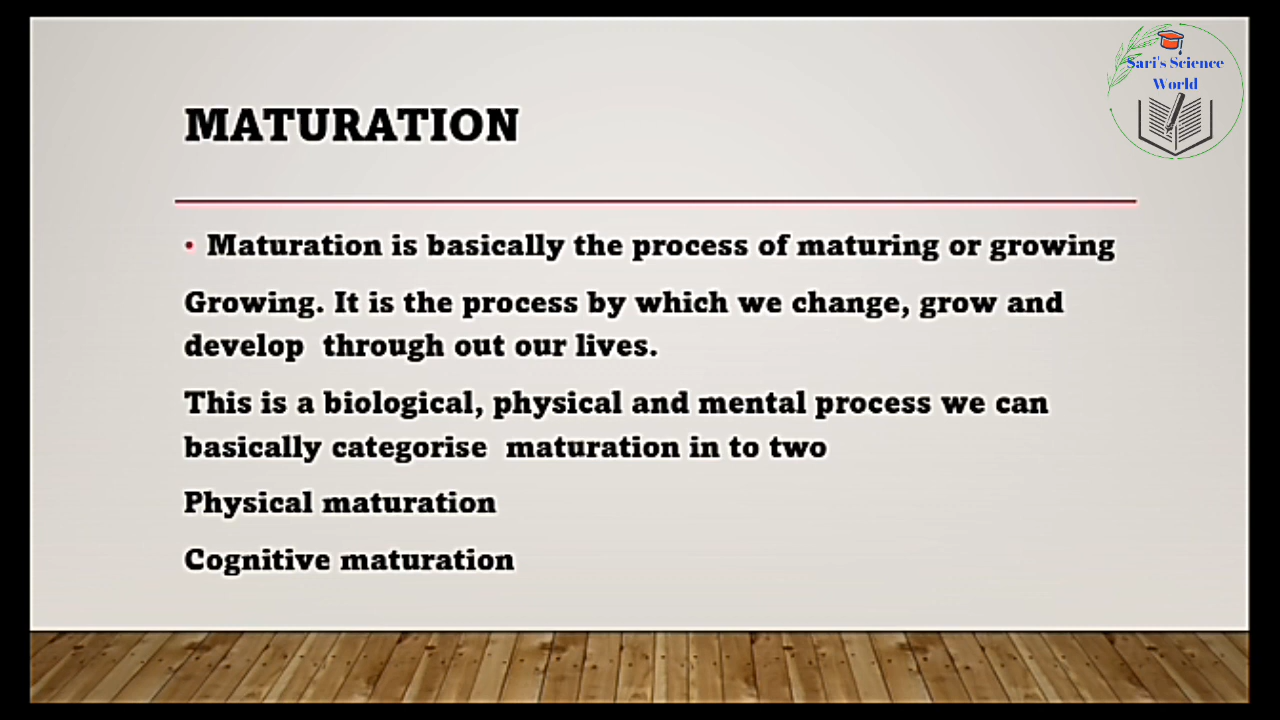 Sari's Science
World
MATURATION
• Maturation is basically the process of maturing or growing
Growing. It is the process by which we change, grow and
develop  through out our lives.
This is a biological, physical and mental process we can
basically categorise  maturation in to two
Physical maturation
Cognitive maturation